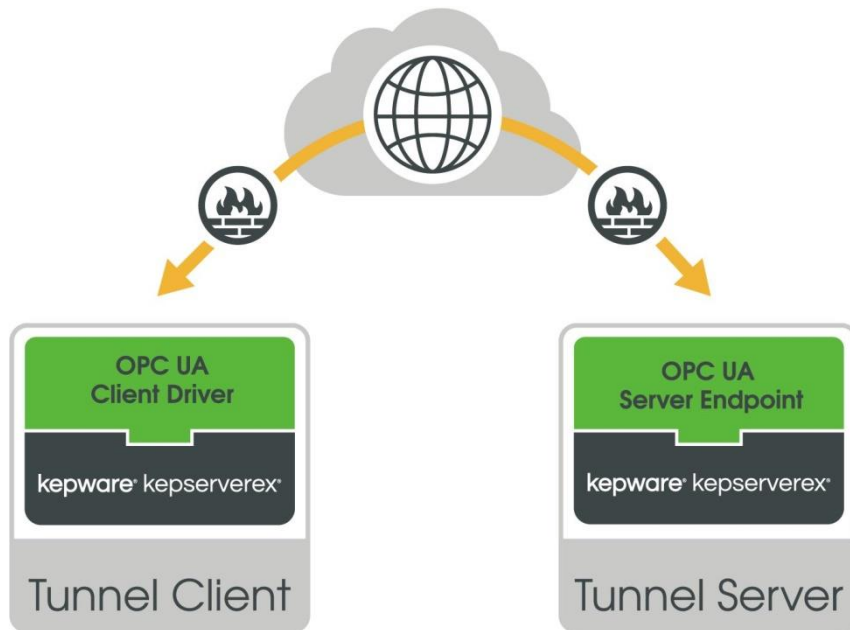 OPC UA
Client Driver
kepware® kepserverex®
Tunnel Client
OPC UA
Server Endpoint
kepware® kepserverex®
Tunnel Server